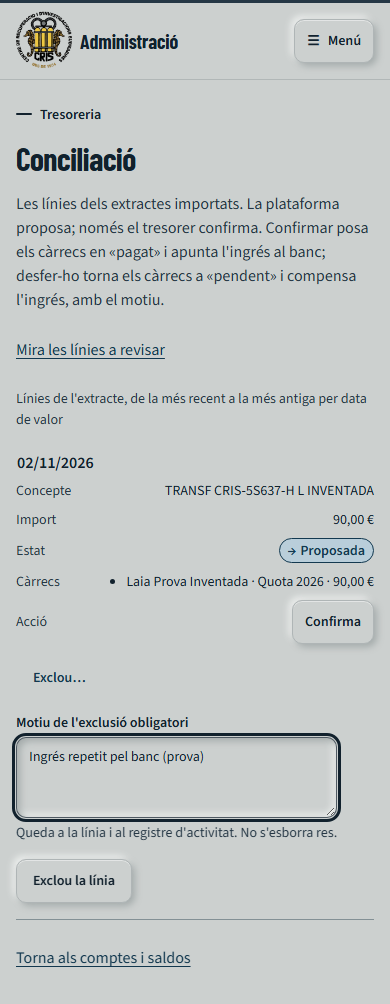 CRIS
Administració
☰ Menú
Tresoreria
Conciliació
Les línies dels extractes importats. La plataforma
proposa; només el tresorer confirma. Confirmar posa
els càrrecs en «pagat» i apunta l'ingrés al banc;
desfer-ho torna els càrrecs a «pendent» i compensa
l'ingrés, amb el motiu.
Mira les línies a revisar
Línies de l'extracte, de la més recent a la més antiga per data
de valor
02/11/2026
Concepte TRANSF CRIS-5S637-H L INVENTADA
Import 90,00 €
Estat → Proposada
Càrrecs • Laia Prova Inventada · Quota 2026 · 90,00 €
Acció Confirma
Exclou…
Motiu de l'exclusió obligatori
Ingrés repetit pel banc (prova)
Queda a la línia i al registre d'activitat. No s'esborra res.
Exclou la línia
Torna als comptes i saldos